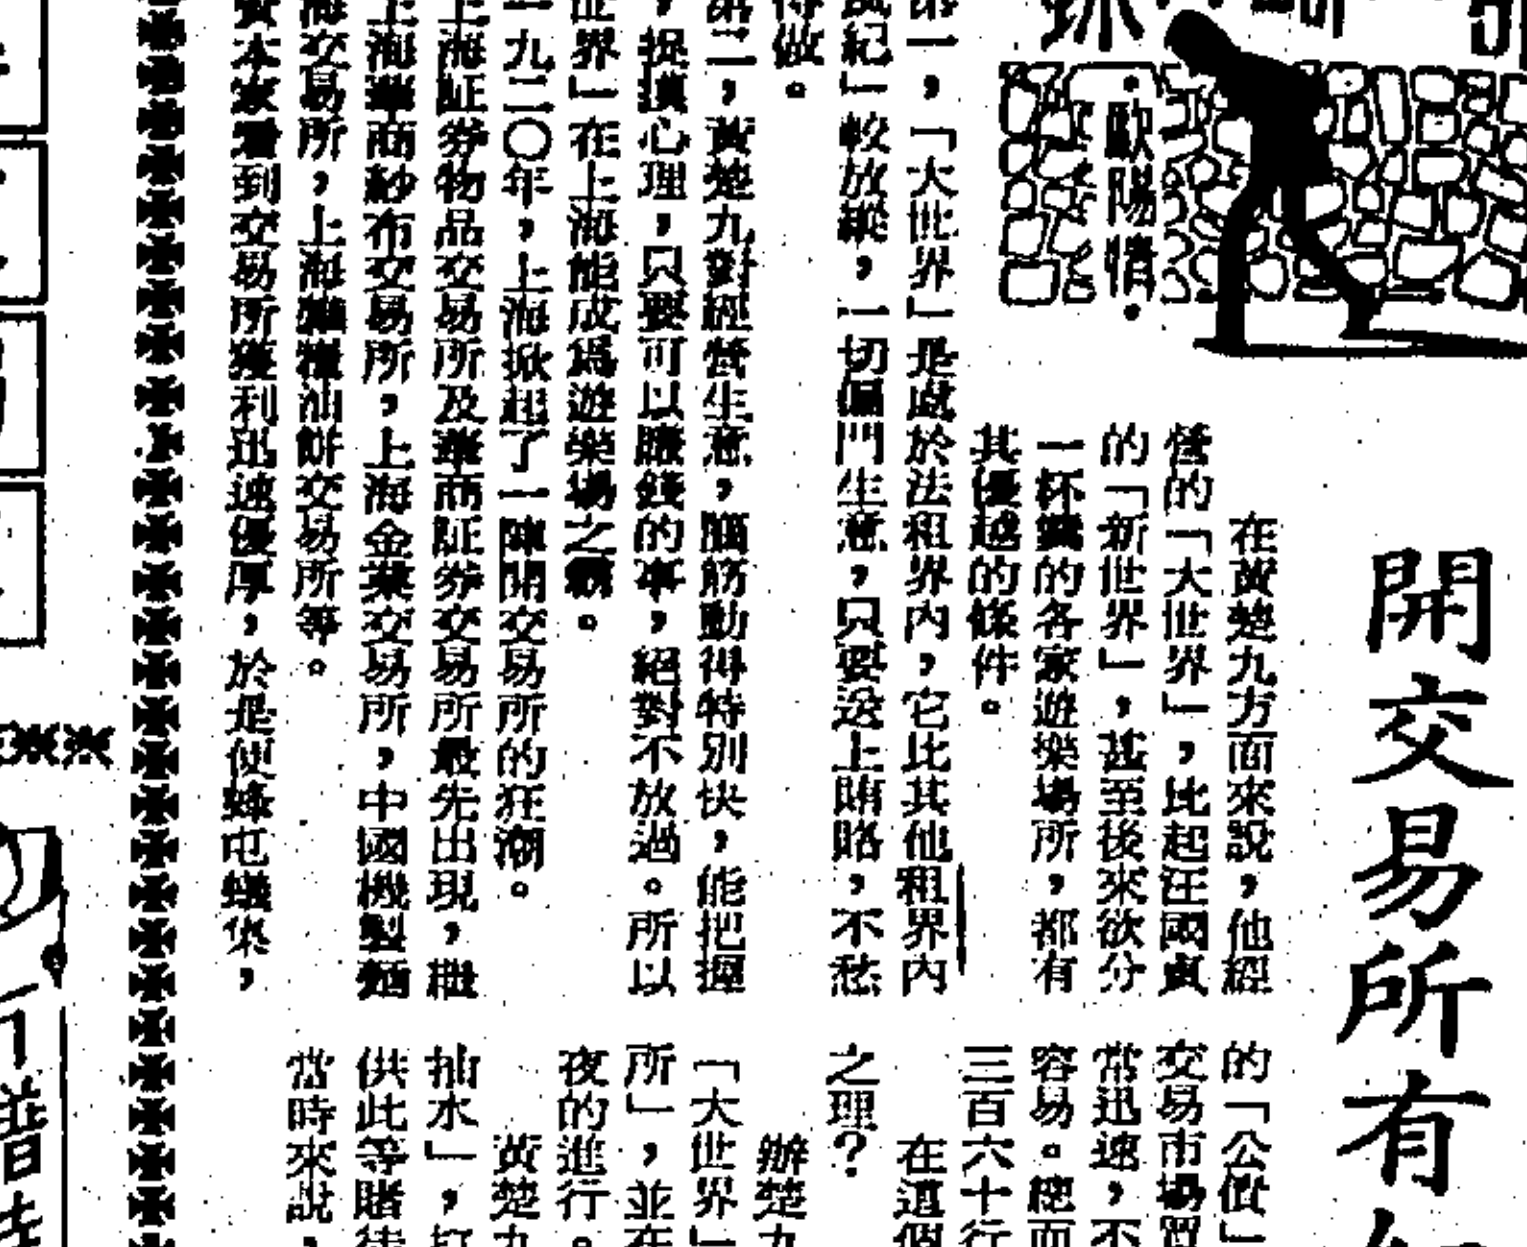 開交易所有
•歐陽情•
在黃楚九方面來說，他經
營的「大世界」，比起汪國貞
的「新世界」，甚至後來欲分
一杯羹的各家遊樂場所，都有
其優越的條件。
第一，「大世界」是處於法租界內，它比其他租界內
風紀」較放縱，一切偏門生意，只要送上賄賂，不愁
得做。
第二，黃楚九對經營生意，腦筋動得特別快，能把握
，捉摸心理，只要可以賺錢的事，絕對不放過。所以
世界」在上海能成爲遊樂場之霸。
一九二〇年，上海掀起了一陣開交易所的狂潮。
上海証券物品交易所及華商証券交易所最先出現，繼
上海華商紗布交易所，上海金業交易所，中國機製麵
海交易所，上海雜糧油餅交易所等。
資本家看到交易所獲利迅速優厚，於是便蜂屯蟻集，
的「公債」
交易市場買
常迅速，不
容易。總而
三百六十行
在這個
之理？
辦楚九
「大世界」
所」，並在
夜的進行。
黃楚九
抽水」，打
供此等賭徒
當時來說，